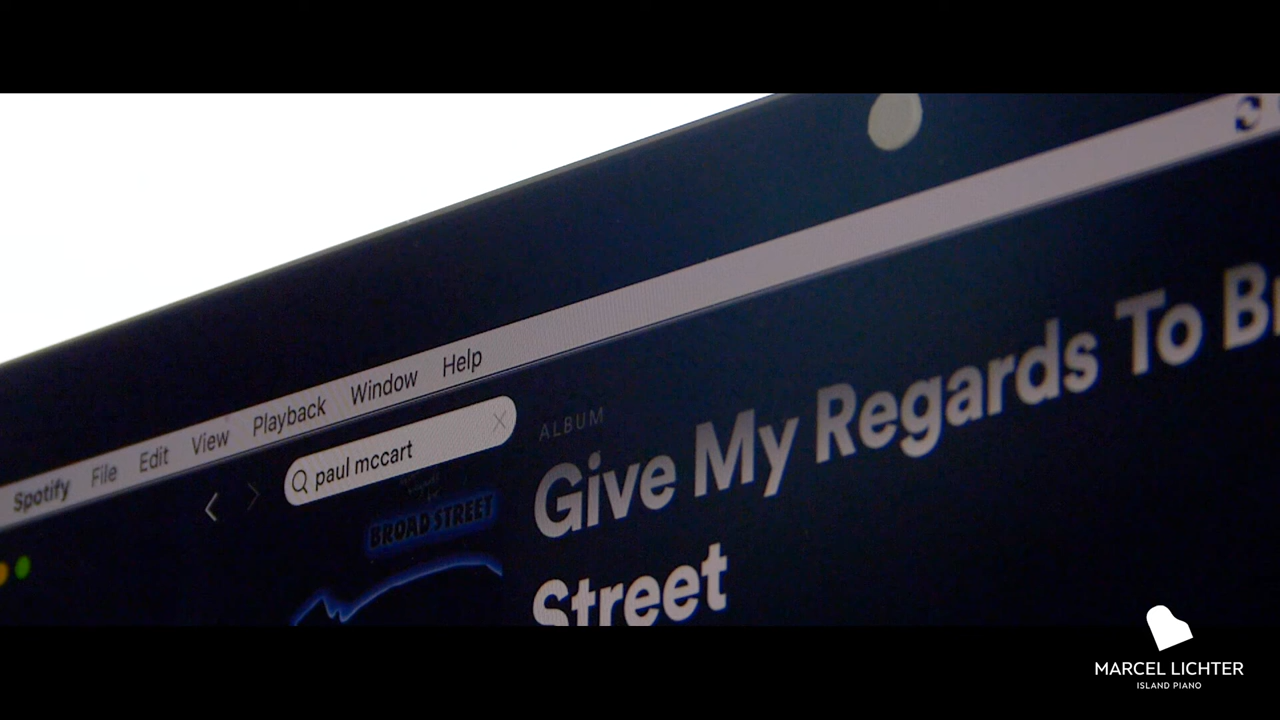 Spotify File Edit View Playback Window Help
paul mccart
ALBUM
Give My Regards To B
Street
BROAD STREET
MARCEL LICHTER
ISLAND PIANO